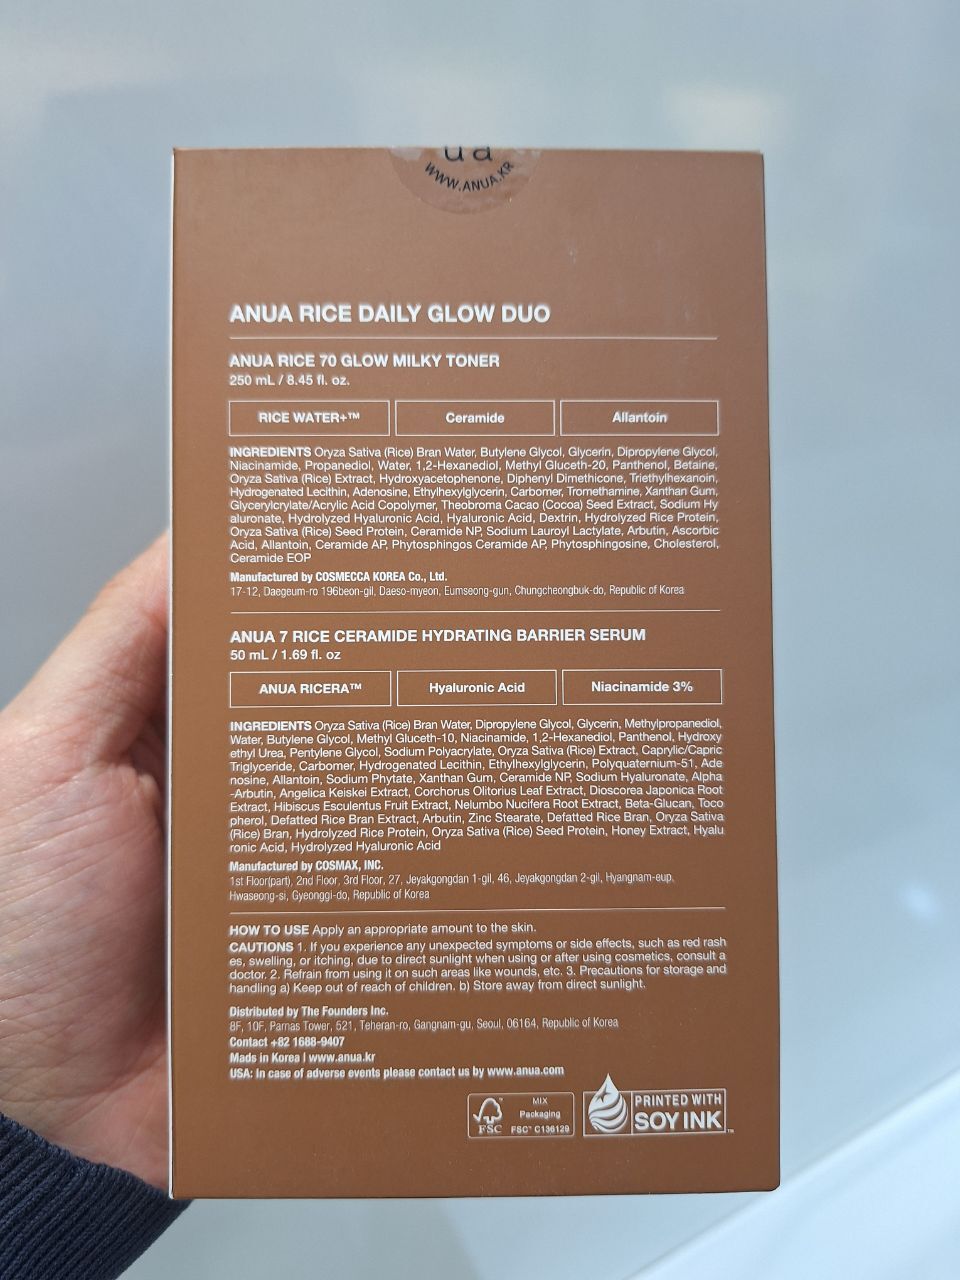 ua
WWW.ANUA.KR
ANUA RICE DAILY GLOW DUO
ANUA RICE 70 GLOW MILKY TONER
250 mL / 8.45 fl. oz.
RICE WATER+™ Ceramide Allantoin
INGREDIENTS Oryza Sativa (Rice) Bran Water, Butylene Glycol, Glycerin, Dipropylene Glycol,
Niacinamide, Propanediol, Water, 1,2-Hexanediol, Methyl Gluceth-20, Panthenol, Betaine,
Oryza Sativa (Rice) Extract, Hydroxyacetophenone, Diphenyl Dimethicone, Triethylhexanoin,
Hydrogenated Lecithin, Adenosine, Ethylhexylglycerin, Carbomer, Tromethamine, Xanthan Gum,
Glycerylcrylate/Acrylic Acid Copolymer, Theobroma Cacao (Cocoa) Seed Extract, Sodium Hy
aluronate, Hydrolyzed Hyaluronic Acid, Hyaluronic Acid, Dextrin, Hydrolyzed Rice Protein,
Oryza Sativa (Rice) Seed Protein, Ceramide NP, Sodium Lauroyl Lactylate, Arbutin, Ascorbic
Acid, Allantoin, Ceramide AP, Phytosphingos Ceramide AP, Phytosphingosine, Cholesterol,
Ceramide EOP
Manufactured by COSMECCA KOREA Co., Ltd.
17-12, Daegeum-ro 196beon-gil, Daeso-myeon, Eumseong-gun, Chungcheongbuk-do, Republic of Korea
ANUA 7 RICE CERAMIDE HYDRATING BARRIER SERUM
50 mL / 1.69 fl. oz
ANUA RICERA™ Hyaluronic Acid Niacinamide 3%
INGREDIENTS Oryza Sativa (Rice) Bran Water, Dipropylene Glycol, Glycerin, Methylpropanediol,
Water, Butylene Glycol, Methyl Gluceth-10, Niacinamide, 1,2-Hexanediol, Panthenol, Hydroxy
ethyl Urea, Pentylene Glycol, Sodium Polyacrylate, Oryza Sativa (Rice) Extract, Caprylic/Capric
Triglyceride, Carbomer, Hydrogenated Lecithin, Ethylhexylglycerin, Polyquaternium-51, Ade
nosine, Allantoin, Sodium Phytate, Xanthan Gum, Ceramide NP, Sodium Hyaluronate, Alpha
-Arbutin, Angelica Keiskei Extract, Corchorus Olitorius Leaf Extract, Dioscorea Japonica Root
Extract, Hibiscus Esculentus Fruit Extract, Nelumbo Nucifera Root Extract, Beta-Glucan, Toco
pherol, Defatted Rice Bran Extract, Arbutin, Zinc Stearate, Defatted Rice Bran, Oryza Sativa
(Rice) Bran, Hydrolyzed Rice Protein, Oryza Sativa (Rice) Seed Protein, Honey Extract, Hyalu
ronic Acid, Hydrolyzed Hyaluronic Acid
Manufactured by COSMAX, INC.
1st Floor(part), 2nd Floor, 3rd Floor, 27, Jeyakgongdan 1-gil, 46, Jeyakgongdan 2-gil, Hyangnam-eup,
Hwaseong-si, Gyeonggi-do, Republic of Korea
HOW TO USE Apply an appropriate amount to the skin.
CAUTIONS 1. If you experience any unexpected symptoms or side effects, such as red rash
es, swelling, or itching, due to direct sunlight when using or after using cosmetics, consult a
doctor. 2. Refrain from using it on such areas like wounds, etc. 3. Precautions for storage and
handling a) Keep out of reach of children. b) Store away from direct sunlight.
Distributed by The Founders Inc.
8F, 10F, Parnas Tower, 521, Teheran-ro, Gangnam-gu, Seoul, 06164, Republic of Korea
Contact +82 1688-9407
Mads in Korea | www.anua.kr
USA: In case of adverse events please contact us by www.anua.com
FSC™
MIX
Packaging
FSC™ C136129
PRINTED WITH
SOY INK™